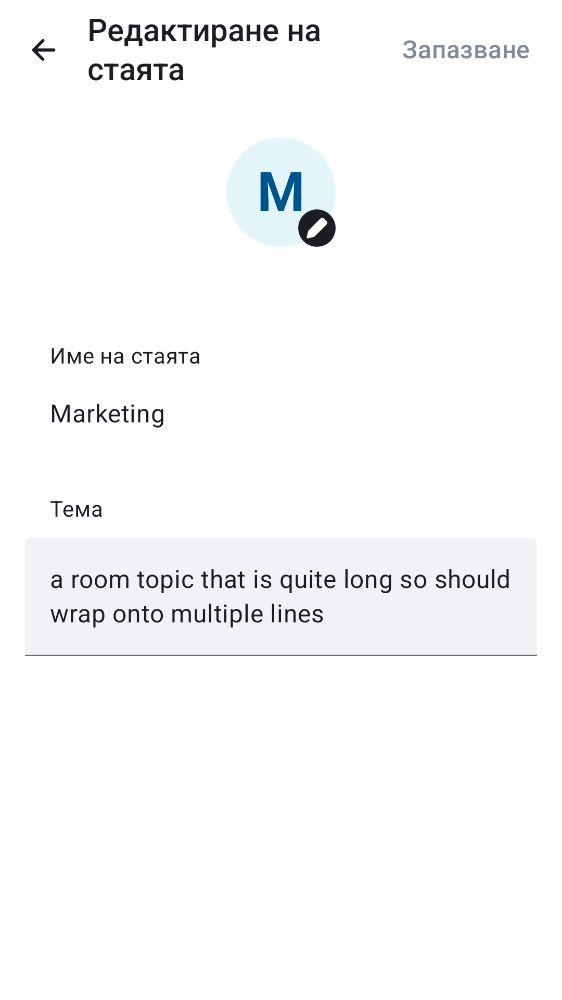 Редактиране на
стаята
Запазване
M
Име на стаята
Marketing
Тема
a room topic that is quite long so should
wrap onto multiple lines